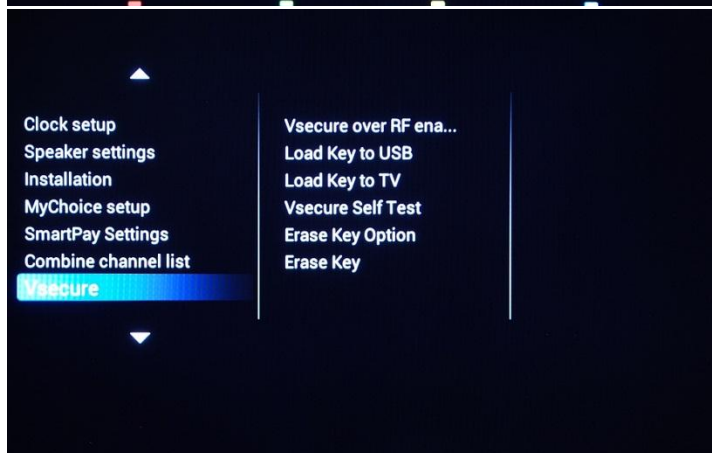 Clock setup
Speaker settings
Installation
MyChoice setup
SmartPay Settings
Combine channel list
Vsecure
Vsecure over RF ena...
Load Key to USB
Load Key to TV
Vsecure Self Test
Erase Key Option
Erase Key